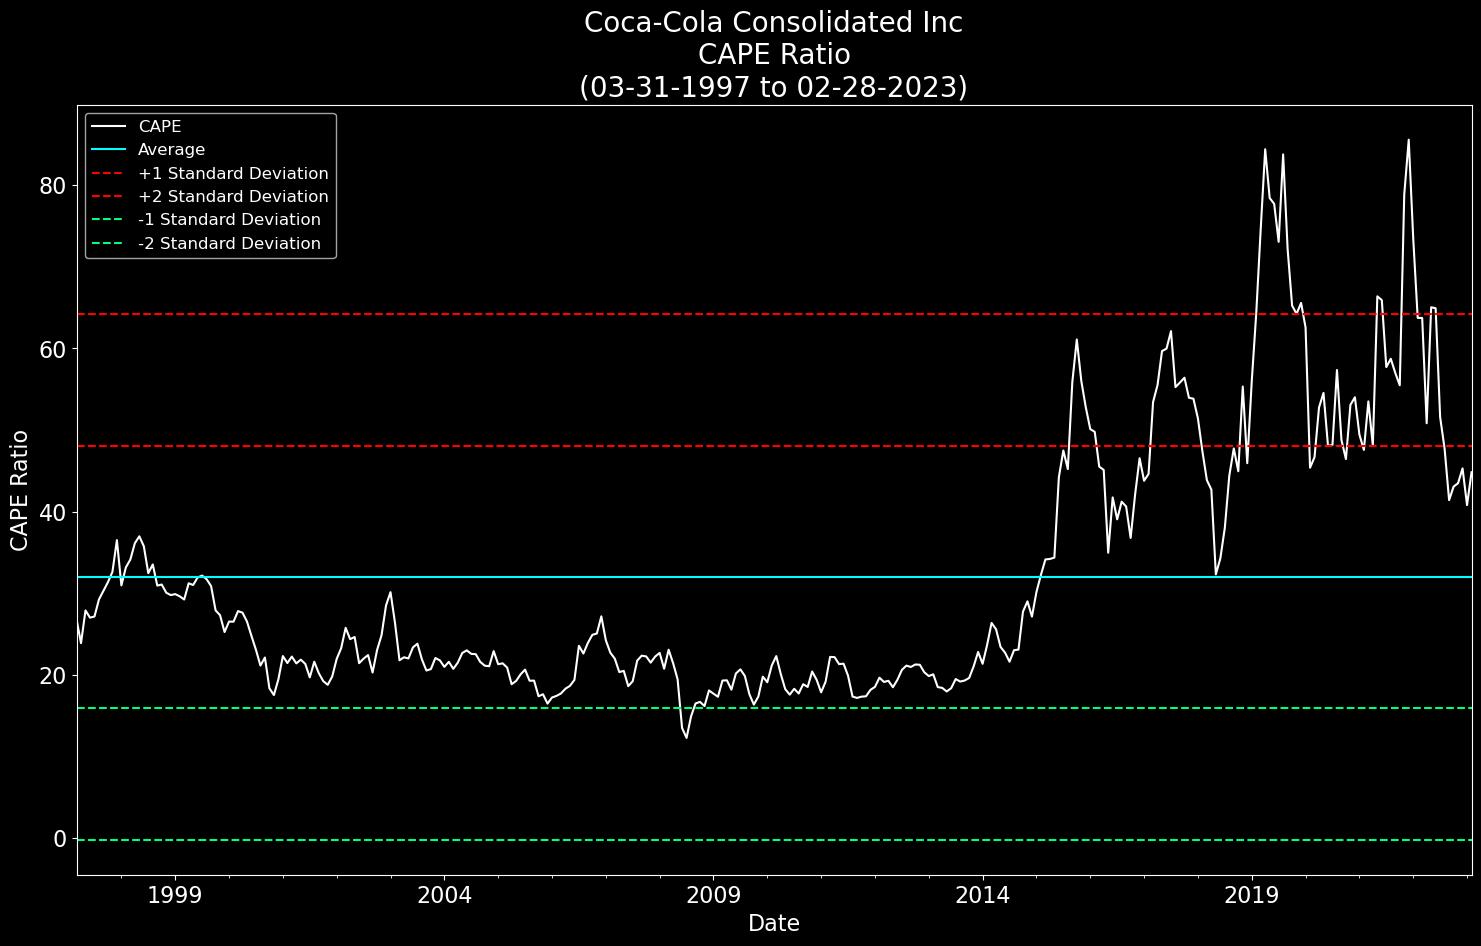 Coca-Cola Consolidated Inc
CAPE Ratio
(03-31-1997 to 02-28-2023)
CAPE
Average
+1 Standard Deviation
+2 Standard Deviation
-1 Standard Deviation
-2 Standard Deviation
80
60
40
20
0
CAPE Ratio
1999
2004
2009
2014
2019
Date